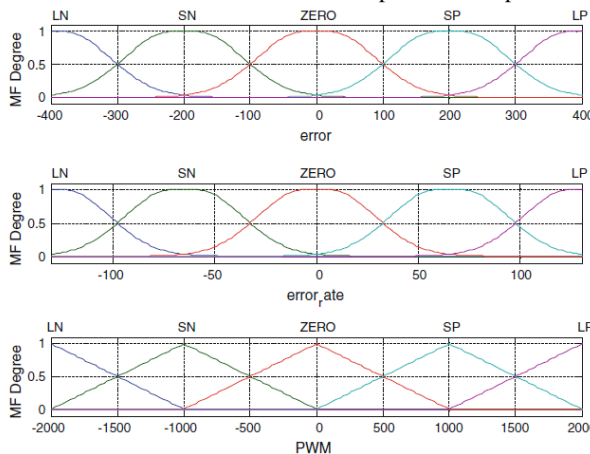 LN SN ZERO SP LP
1
0.5
0
MF Degree
-400 -300 -200 -100 0 100 200 300 400
error
LN SN ZERO SP LP
1
0.5
0
MF Degree
-100 -50 0 50 100
error_rate
LN SN ZERO SP LP
1
0.5
0
MF Degree
-2000 -1500 -1000 -500 0 500 1000 1500 2000
PWM